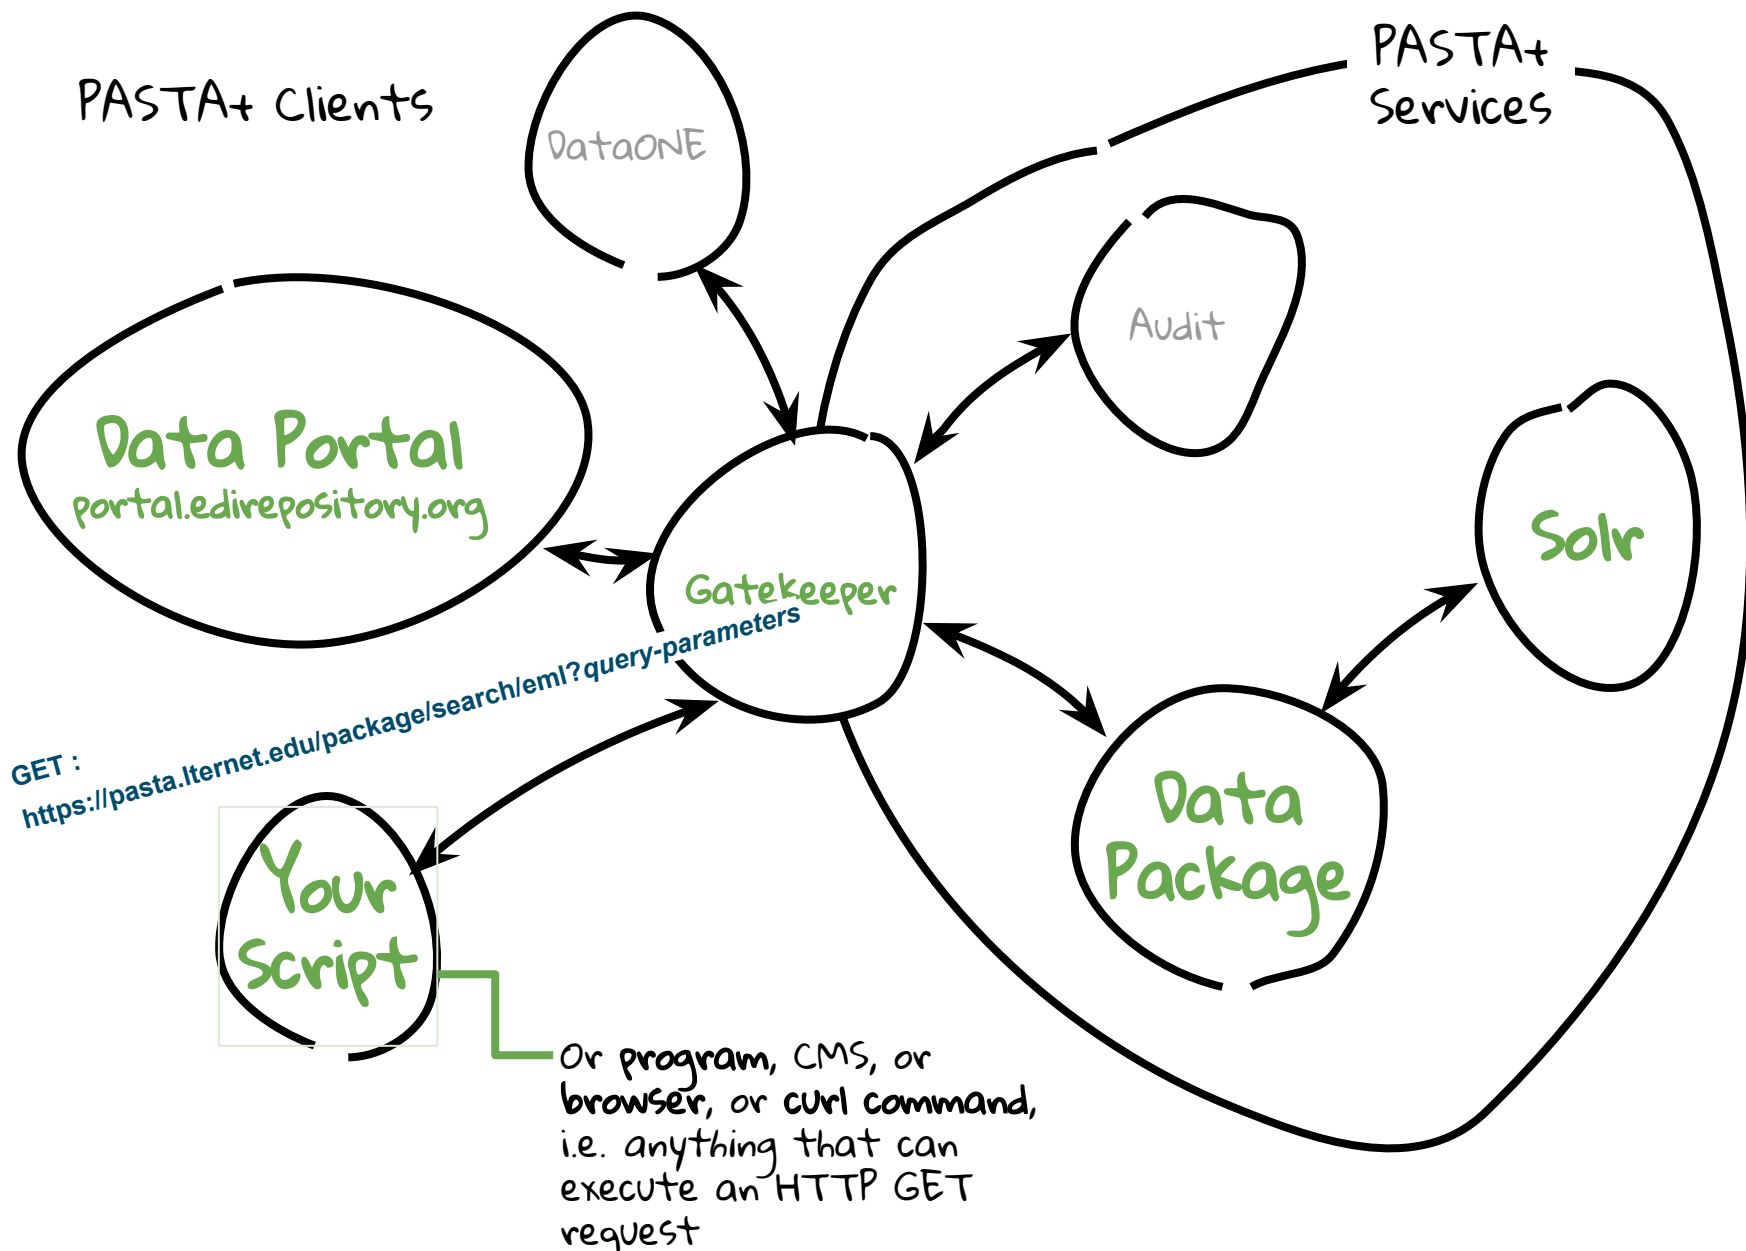 PASTA+ Clients
DataONE
PASTA+
Services
Audit
Data Portal
portal.edirepository.org
Solr
Gatekeeper
GET :
https://pasta.lternet.edu/package/search/eml?query-parameters
Data
Package
Your
Script
Or program, CMS, or
browser, or curl command,
i.e. anything that can
execute an HTTP GET
request